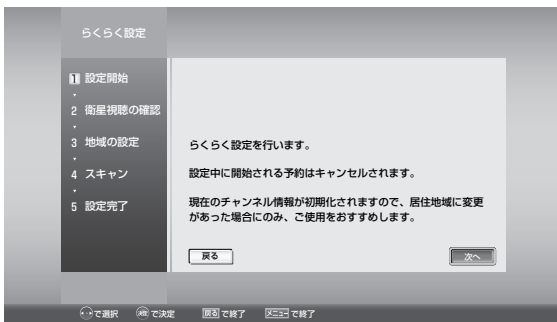 らくらく設定
1 設定開始
2 衛星視聴の確認
3 地域の設定
4 スキャン
5 設定完了
らくらく設定を行います。
設定中に開始される予約はキャンセルされます。
現在のチャンネル情報が初期化されますので、居住地域に変更
があった場合にのみ、ご使用をおすすめします。
戻る
次へ
で選択 決定 で決定 戻る で終了 メニュー で終了